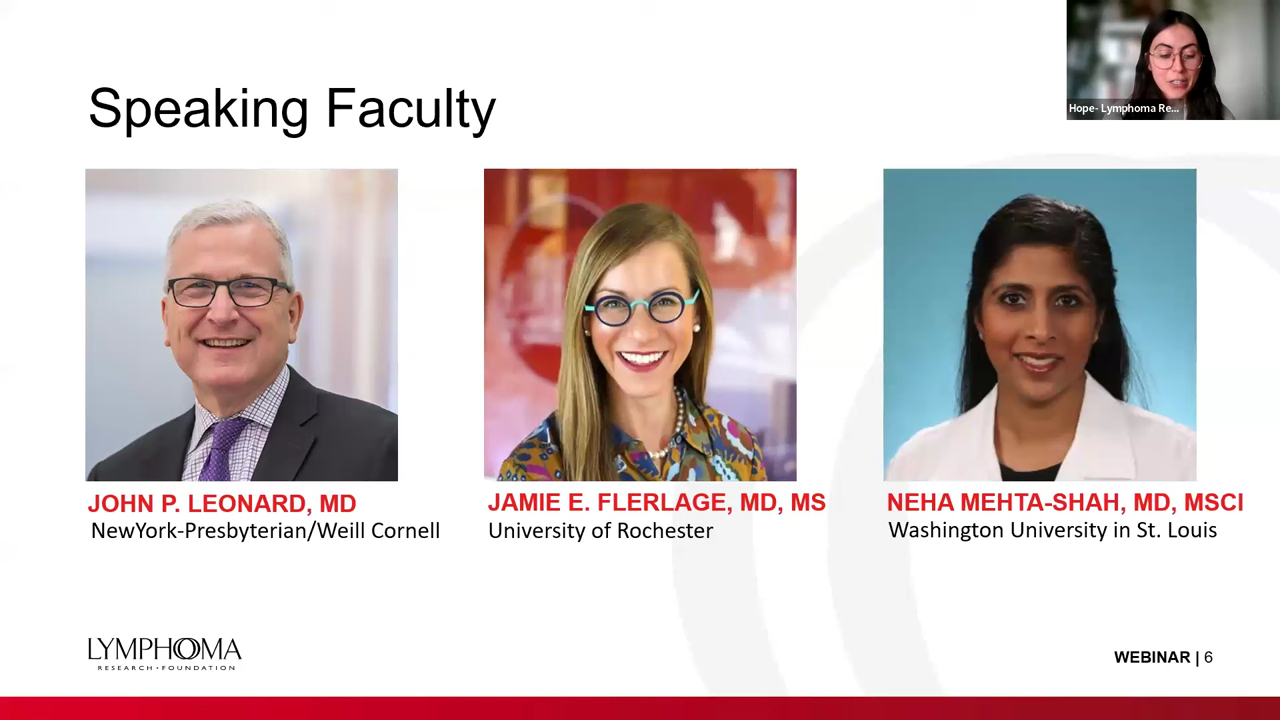 Hope- Lymphoma Re...
Speaking Faculty
JOHN P. LEONARD, MD
NewYork-Presbyterian/Weill Cornell
JAMIE E. FLERLAGE, MD, MS
University of Rochester
NEHA MEHTA-SHAH, MD, MSCI
Washington University in St. Louis
LYMPHOMA
RESEARCH • FOUNDATION
WEBINAR | 6